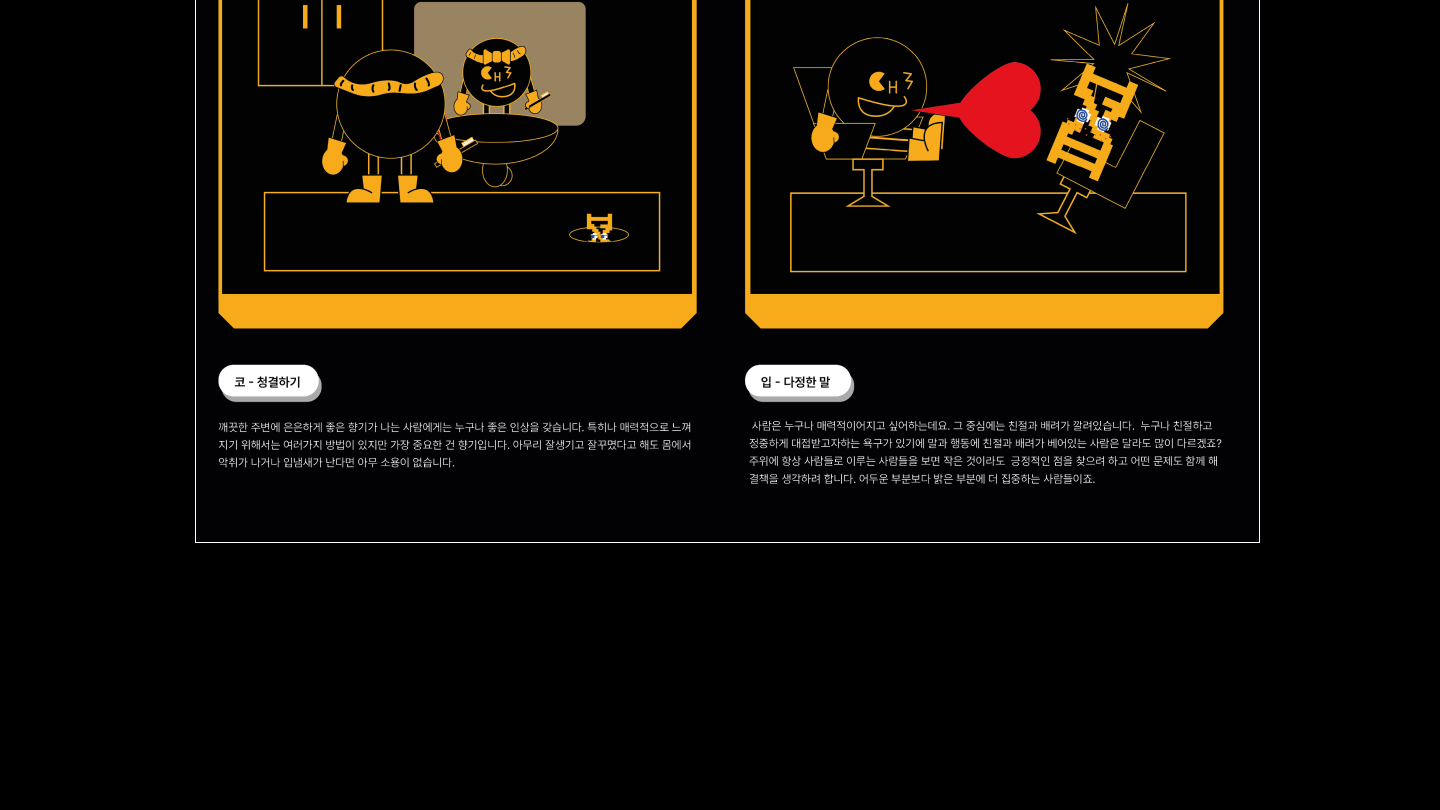 코 - 청결하기
깨끗한 주변에 은은하게 좋은 향기가 나는 사람에게는 누구나 좋은 인상을 갖습니다. 특히나 매력적으로 느껴
지기 위해서는 여러가지 방법이 있지만 가장 중요한 건 향기입니다. 아무리 잘생기고 잘꾸몄다고 해도 몸에서
악취가 나거나 입냄새가 난다면 아무 소용이 없습니다.
입 - 다정한 말
사람은 누구나 매력적이어지고 싶어하는데요. 그 중심에는 친절과 배려가 깔려있습니다. 누구나 친절하고
정중하게 대접받고자하는 욕구가 있기에 말과 행동에 친절과 배려가 베어있는 사람은 달라도 많이 다르겠죠?
주위에 항상 사람들로 이루는 사람들을 보면 작은 것이라도 긍정적인 점을 찾으려 하고 어떤 문제도 함께 해
결책을 생각하려 합니다. 어두운 부분보다 밝은 부분에 더 집중하는 사람들이죠.